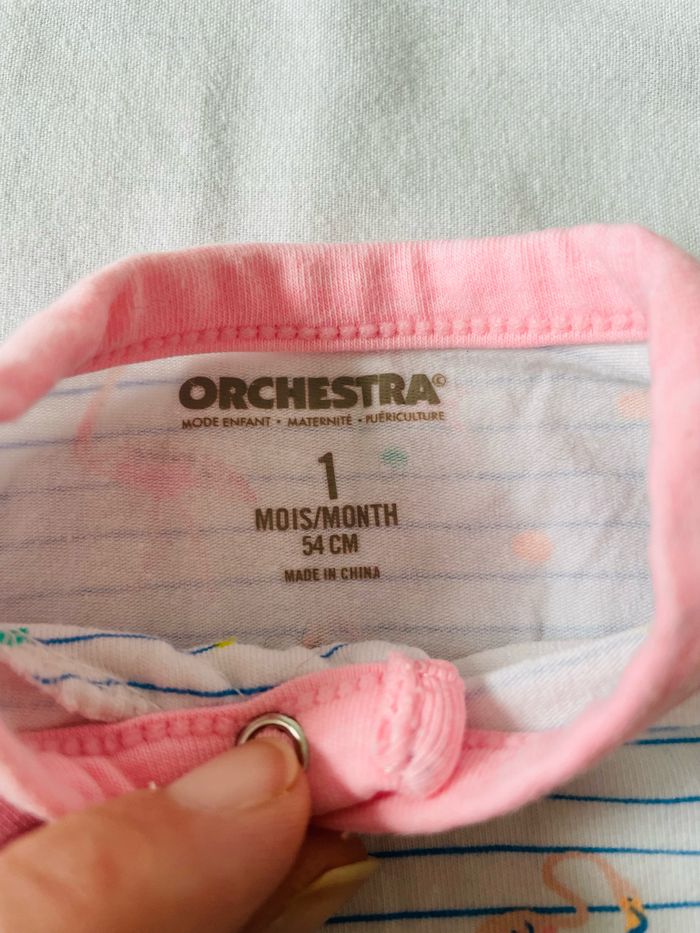 ORCHESTRA©
MODE ENFANT • MATERNITÉ • PUÉRICULTURE
1
MOIS/MONTH
54 CM
MADE IN CHINA